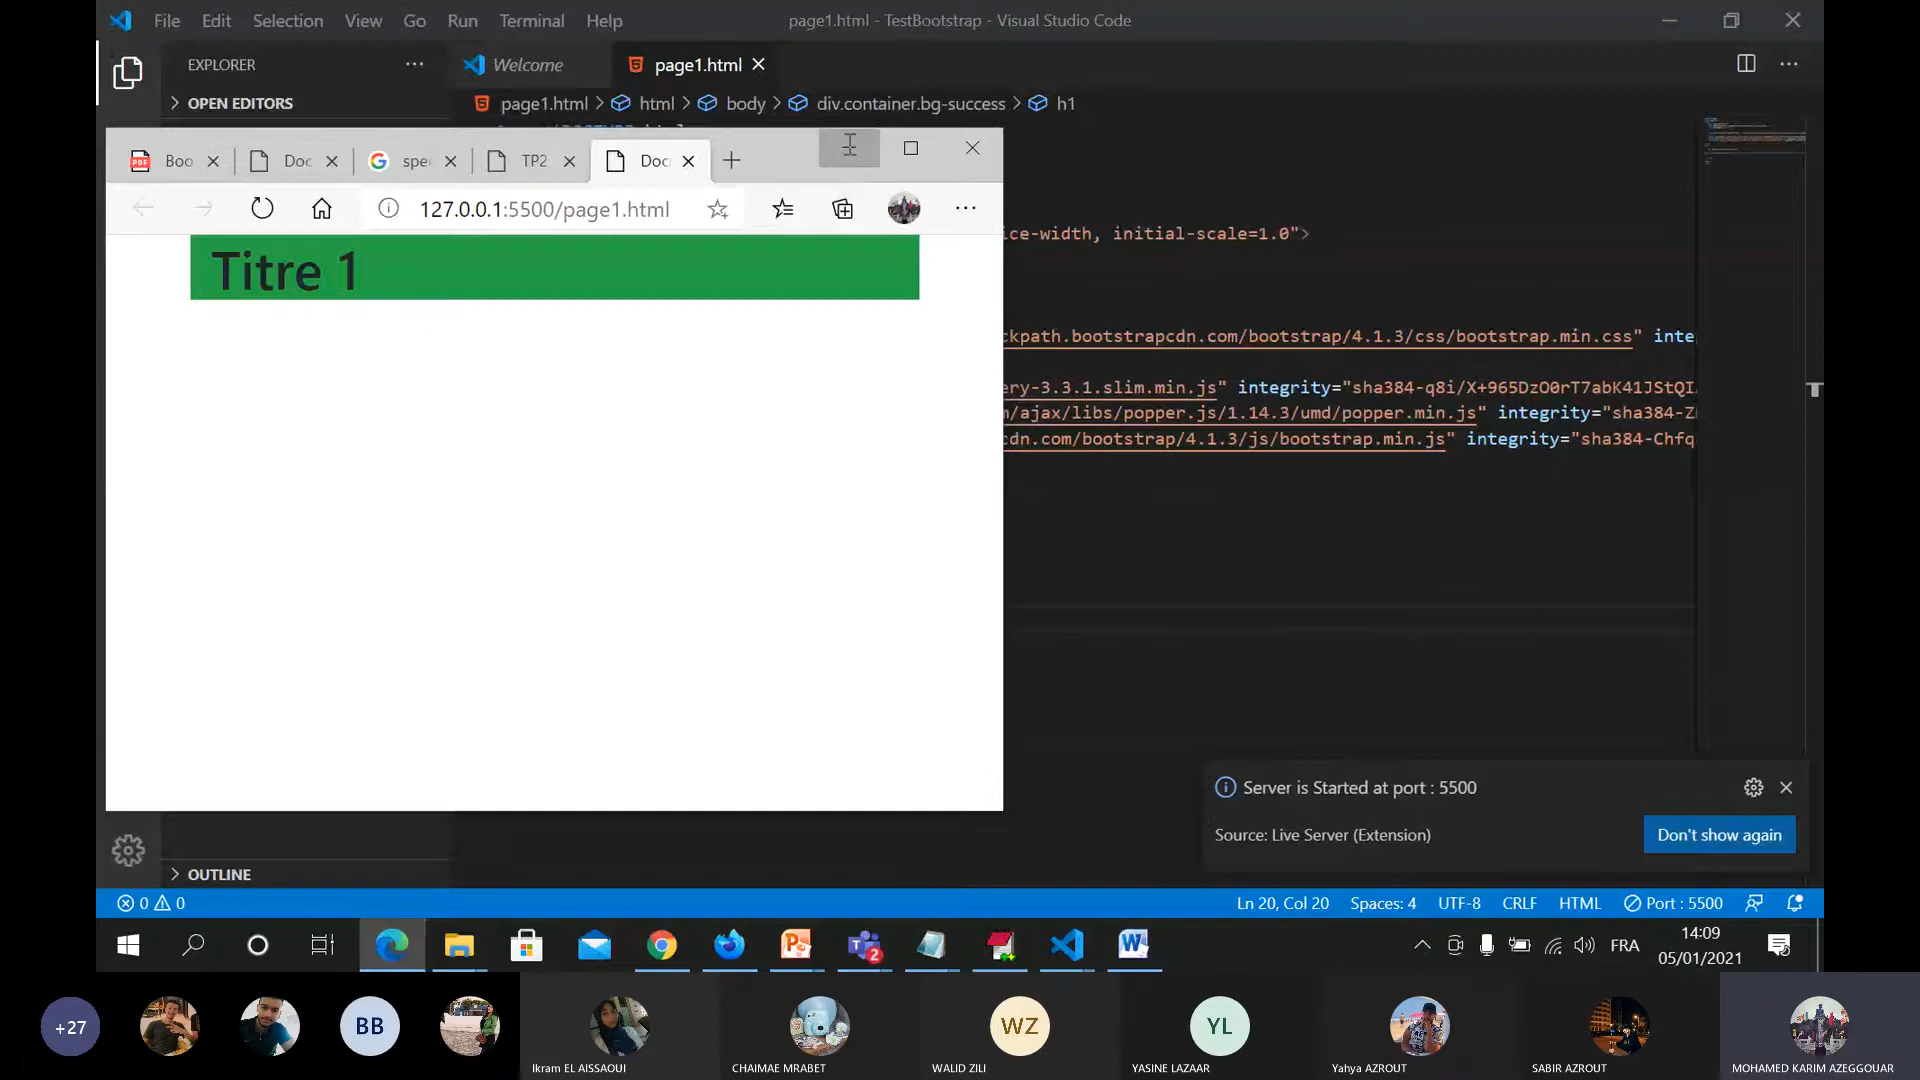 File Edit Selection View Go Run Terminal Help page1.html - TestBootstrap - Visual Studio Code
EXPLORER
Welcome
page1.html
OPEN EDITORS
page1.html > html > body > div.container.bg-success > h1
Boo
Doc
spe
TP2
Doc
127.0.0.1:5500/page1.html
Titre 1
ice-width, initial-scale=1.0">
ckpath.bootstrapcdn.com/bootstrap/4.1.3/css/bootstrap.min.css" inte
ery-3.3.1.slim.min.js" integrity="sha384-q8i/X+965DzO0rT7abK41JStQI
m/ajax/libs/popper.js/1.14.3/umd/popper.min.js" integrity="sha384-Z
cdn.com/bootstrap/4.1.3/js/bootstrap.min.js" integrity="sha384-Chfq
Server is Started at port : 5500
Source: Live Server (Extension)
Don't show again
OUTLINE
0 0
Ln 20, Col 20 Spaces: 4 UTF-8 CRLF HTML Port : 5500
2
FRA
14:09
05/01/2021
+27
BB
WZ
YL
Ikram EL AISSAOUI
CHAIMAE MRABET
WALID ZILI
YASINE LAZAAR
Yahya AZROUT
SABIR AZROUT
MOHAMED KARIM AZEGGOUAR